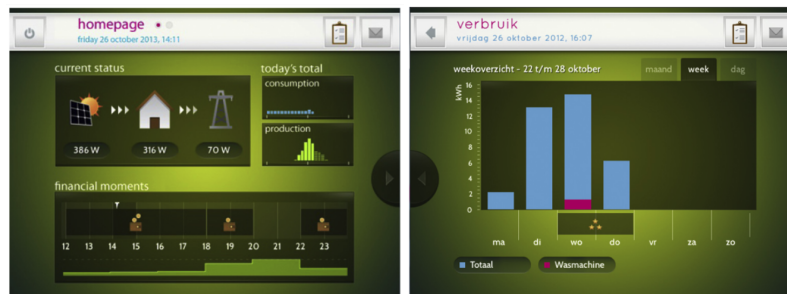 homepage
friday 26 october 2013, 14:11
current status
today's total
consumption
production
386 W
316 W
70 W
financial moments
12 13 14 15 16 17 18 19 20 21 22 23
verbruik
vrijdag 26 oktober 2012, 16:07
weekoverzicht - 22 t/m 28 oktober
maand week dag
kWh
16
14
12
10
8
6
4
2
0
ma di wo do vr za zo
Totaal
Wasmachine